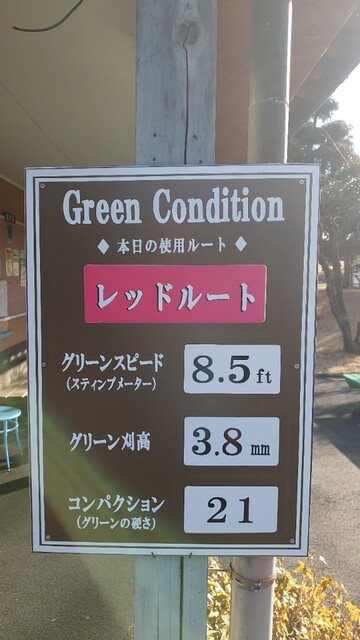 Green Condition
◆ 本日の使用ルート ◆
レッドルート
グリーンスピード
(スティンプメーター)
8.5 ft
グリーン刈高
3.8 mm
コンパクション
(グリーンの硬さ)
21